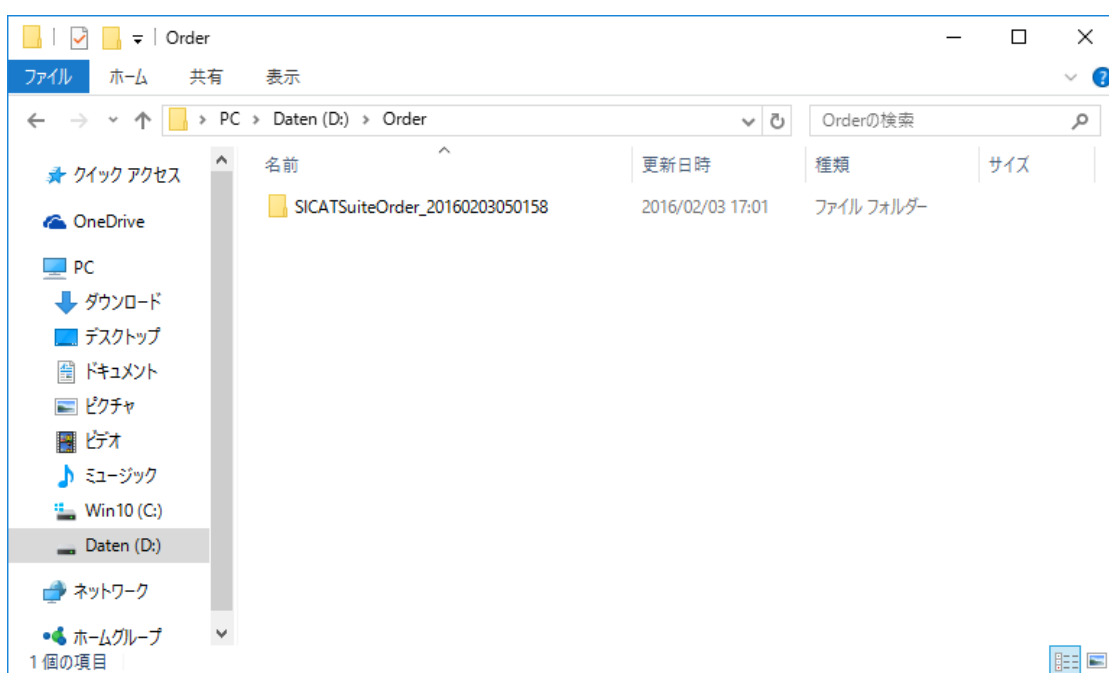 Order
ファイル ホーム 共有 表示
PC > Daten (D:) > Order
Orderの検索
名前 更新日時 種類 サイズ
SICATSuiteOrder_20160203050158 2016/02/03 17:01 ファイル フォルダー
クイック アクセス
OneDrive
PC
ダウンロード
デスクトップ
ドキュメント
ピクチャ
ビデオ
ミュージック
Win10 (C:)
Daten (D:)
ネットワーク
ホームグループ
1 個の項目